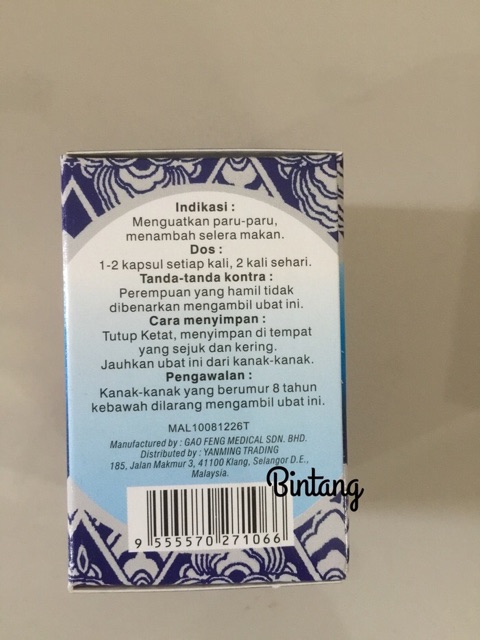 Indikasi :
Menguatkan paru-paru,
menambah selera makan.
Dos :
1-2 kapsul setiap kali, 2 kali sehari.
Tanda-tanda kontra :
Perempuan yang hamil tidak
dibenarkan mengambil ubat ini.
Cara menyimpan :
Tutup Ketat, menyimpan di tempat
yang sejuk dan kering.
Jauhkan ubat ini dari kanak-kanak.
Pengawalan :
Kanak-kanak yang berumur 8 tahun
kebawah dilarang mengambil ubat ini.
MAL10081226T
Manufactured by : GAO FENG MEDICAL SDN. BHD.
Distributed by : YANMING TRADING
185, Jalan Makmur 3, 41100 Klang, Selangor D.E.,
Malaysia.
Bintang
9 555570 271066